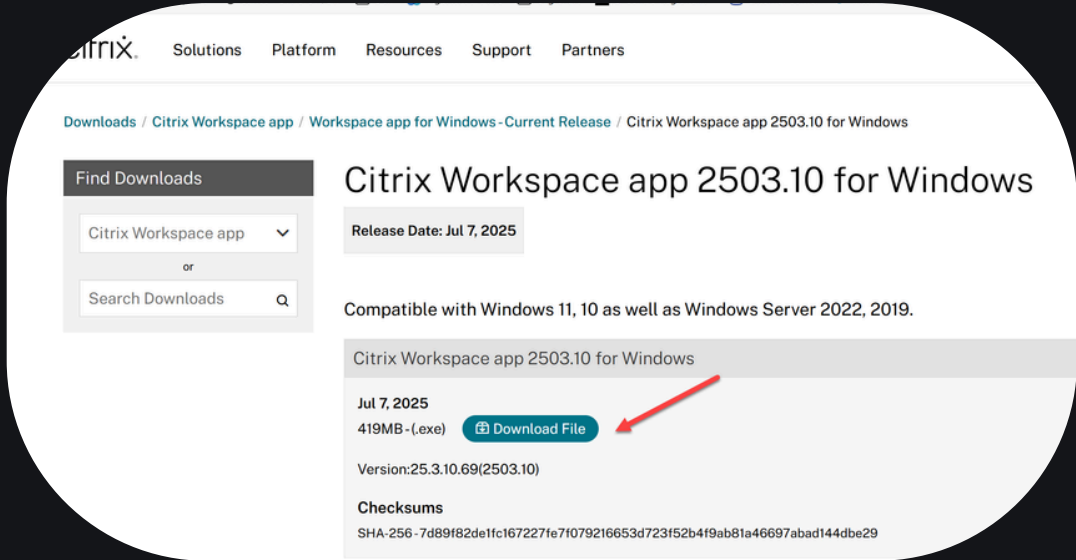 citrix.
Solutions Platform Resources Support Partners
Downloads / Citrix Workspace app / Workspace app for Windows - Current Release / Citrix Workspace app 2503.10 for Windows
Find Downloads
Citrix Workspace app
or
Search Downloads
Citrix Workspace app 2503.10 for Windows
Release Date: Jul 7, 2025
Compatible with Windows 11, 10 as well as Windows Server 2022, 2019.
Citrix Workspace app 2503.10 for Windows
Jul 7, 2025
419MB - (.exe) Download File
Version:25.3.10.69(2503.10)
Checksums
SHA-256 - 7d89f82de1fc167227fe7f079216653d723f52b4f9ab81a46697abad144dbe29